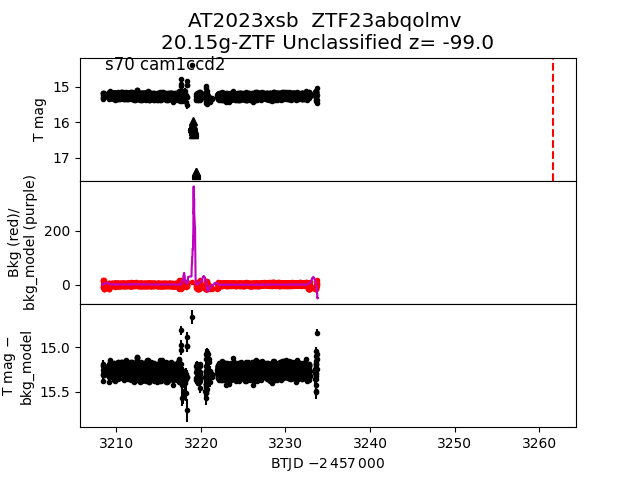 AT2023xsb  ZTF23abqolmv
20.15g-ZTF Unclassified z= -99.0
s70 cam1ccd2
15
16
17
T mag
200
0
Bkg (red)/
bkg_model (purple)
15.0
15.5
T mag −
bkg_model
3210 3220 3230 3240 3250 3260
BTJD −2 457 000